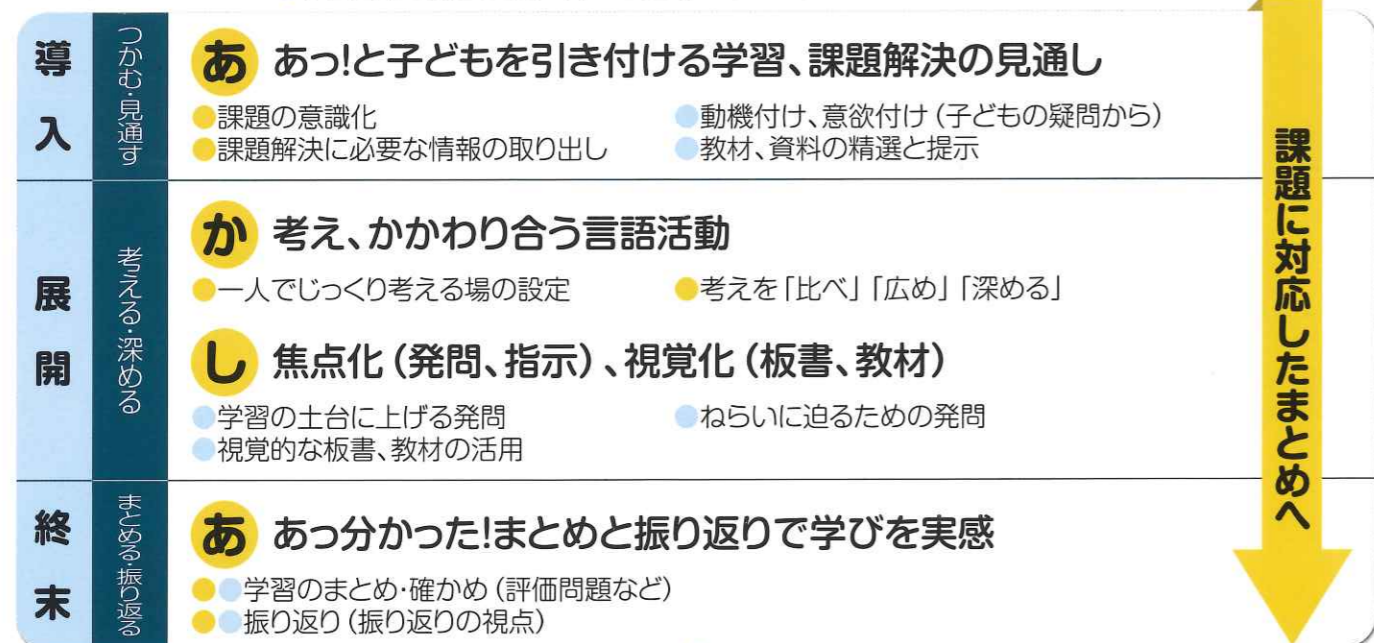 導入
つかむ・見通す
あ あっ!と子どもを引き付ける学習、課題解決の見通し
●課題の意識化
●動機付け、意欲付け(子どもの疑問から)
●課題解決に必要な情報の取り出し
●教材、資料の精選と提示
展開
考える・深める
か 考え、かかわり合う言語活動
●一人でじっくり考える場の設定
●考えを「比べ」「広め」「深める」
し 焦点化(発問、指示)、視覚化(板書、教材)
●学習の土台に上げる発問
●ねらいに迫るための発問
●視覚的な板書、教材の活用
終末
まとめる・振り返る
あ あっ分かった!まとめと振り返りで学びを実感
●●学習のまとめ・確かめ(評価問題など)
●●振り返り(振り返りの視点)
課題に対応したまとめへ